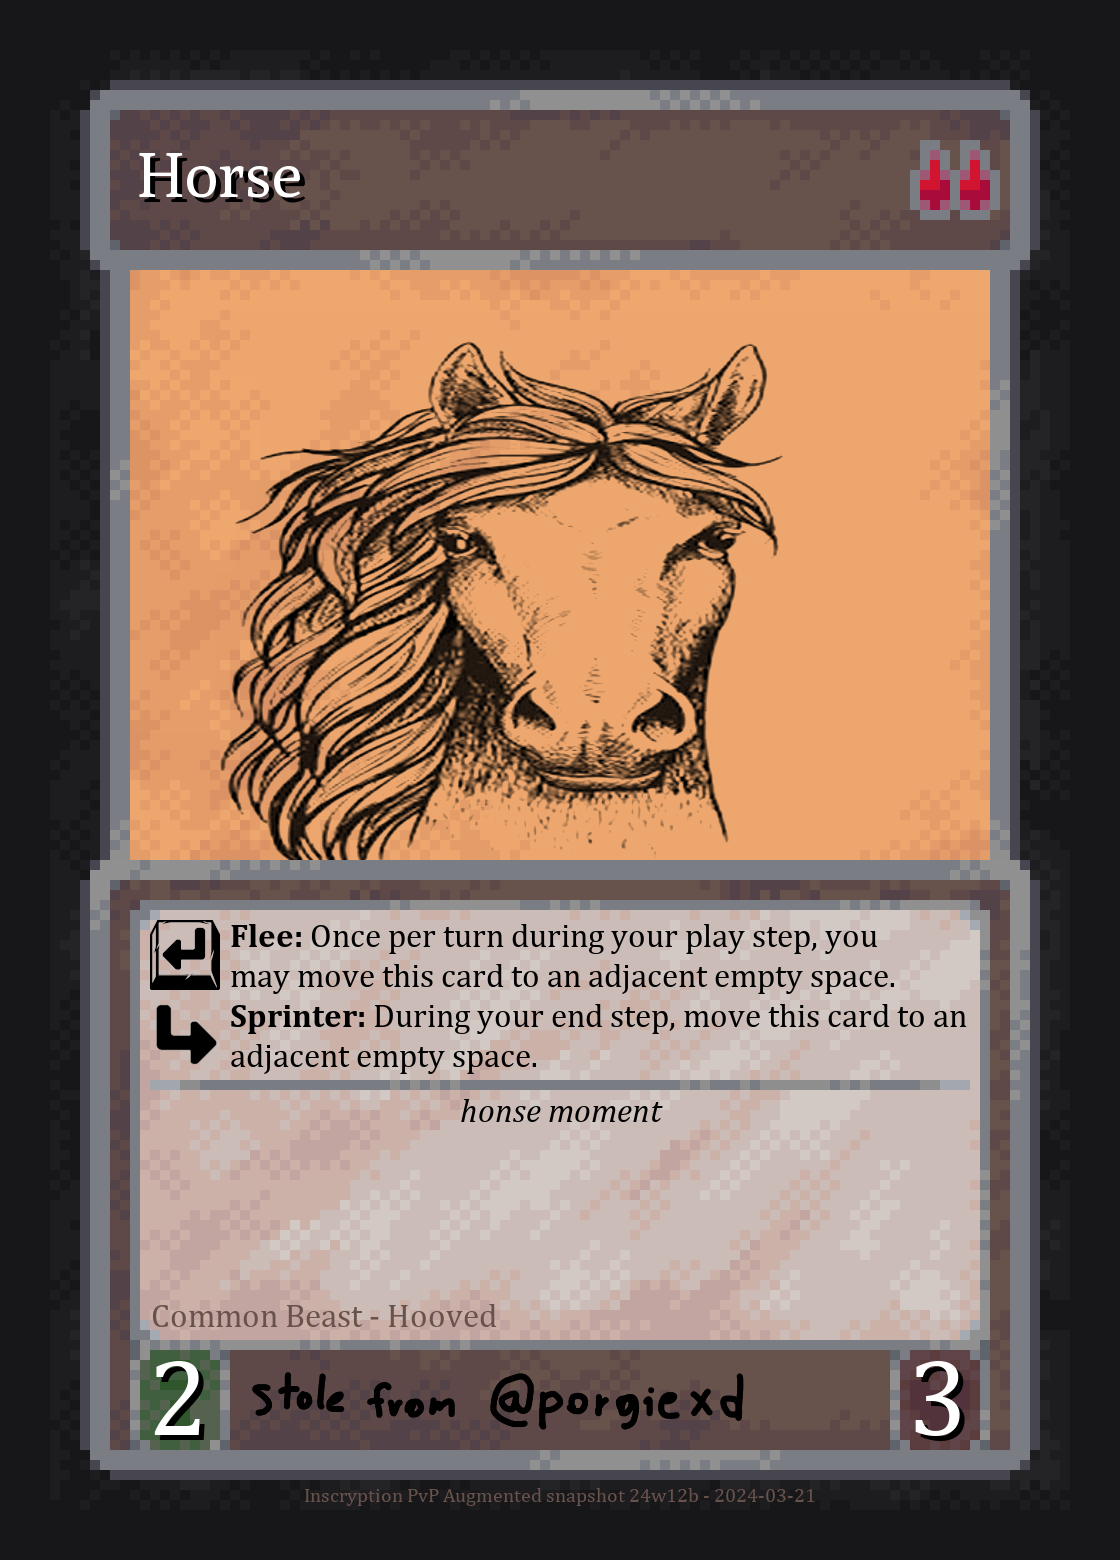 Horse
Flee: Once per turn during your play step, you
may move this card to an adjacent empty space.
Sprinter: During your end step, move this card to an
adjacent empty space.
honse moment
Common Beast - Hooved
2
stole from @porgiexd
3
Inscryption PvP Augmented snapshot 24w12b - 2024-03-21